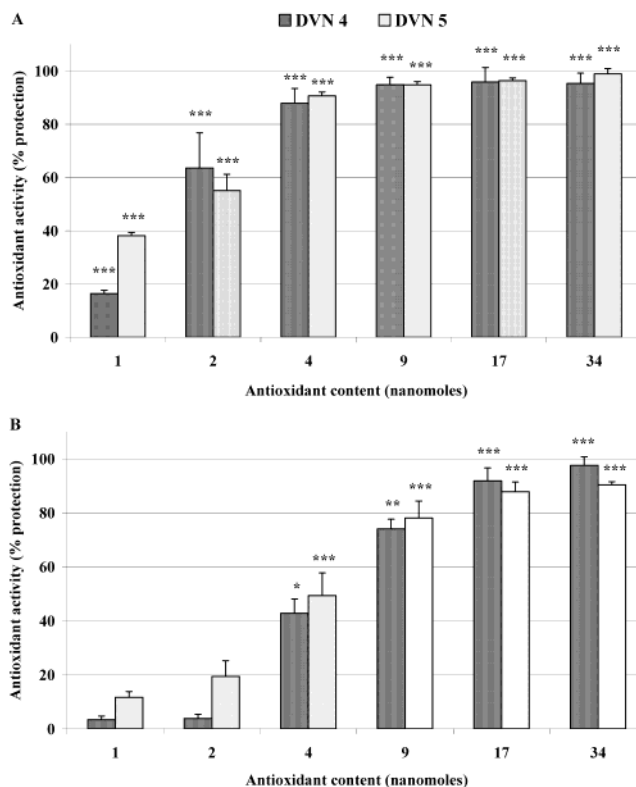 DVN 4 DVN 5
A
Antioxidant activity (% protection)
100
80
60
40
20
0
*** *** *** *** *** *** *** *** *** *** *** ***
1 2 4 9 17 34
Antioxidant content (nanomoles)
B
Antioxidant activity (% protection)
100
80
60
40
20
0
* *** ** *** *** *** *** ***
1 2 4 9 17 34
Antioxidant content (nanomoles)